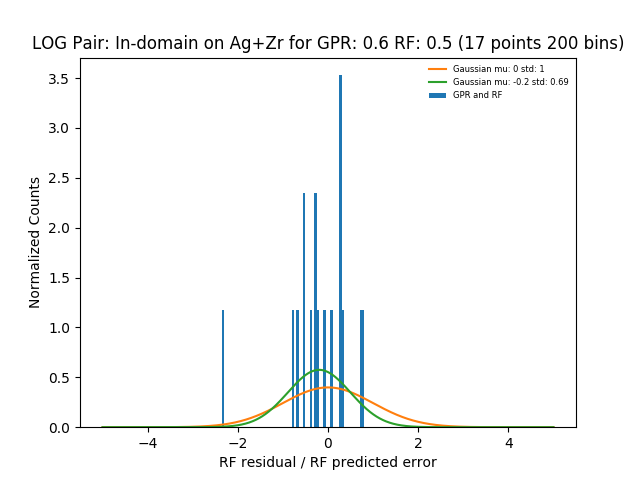 LOG Pair: In-domain on Ag+Zr for GPR: 0.6 RF: 0.5 (17 points 200 bins)
Gaussian mu: 0 std: 1
Gaussian mu: -0.2 std: 0.69
GPR and RF
Normalized Counts
3.5
3.0
2.5
2.0
1.5
1.0
0.5
0.0
−4 −2 0 2 4
RF residual / RF predicted error